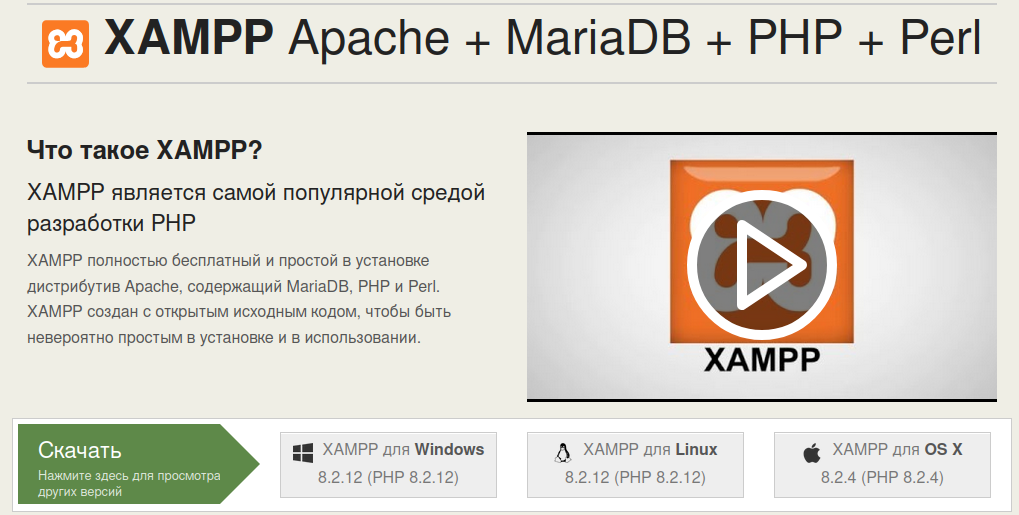 XAMPP Apache + MariaDB + PHP + Perl
Что такое XAMPP?
XAMPP является самой популярной средой
разработки PHP
XAMPP полностью бесплатный и простой в установке
дистрибутив Apache, содержащий MariaDB, PHP и Perl.
XAMPP создан с открытым исходным кодом, чтобы быть
невероятно простым в установке и в использовании.
XAMPP
Скачать
Нажмите здесь для просмотра
других версий
XAMPP для Windows
8.2.12 (PHP 8.2.12)
XAMPP для Linux
8.2.12 (PHP 8.2.12)
XAMPP для OS X
8.2.4 (PHP 8.2.4)